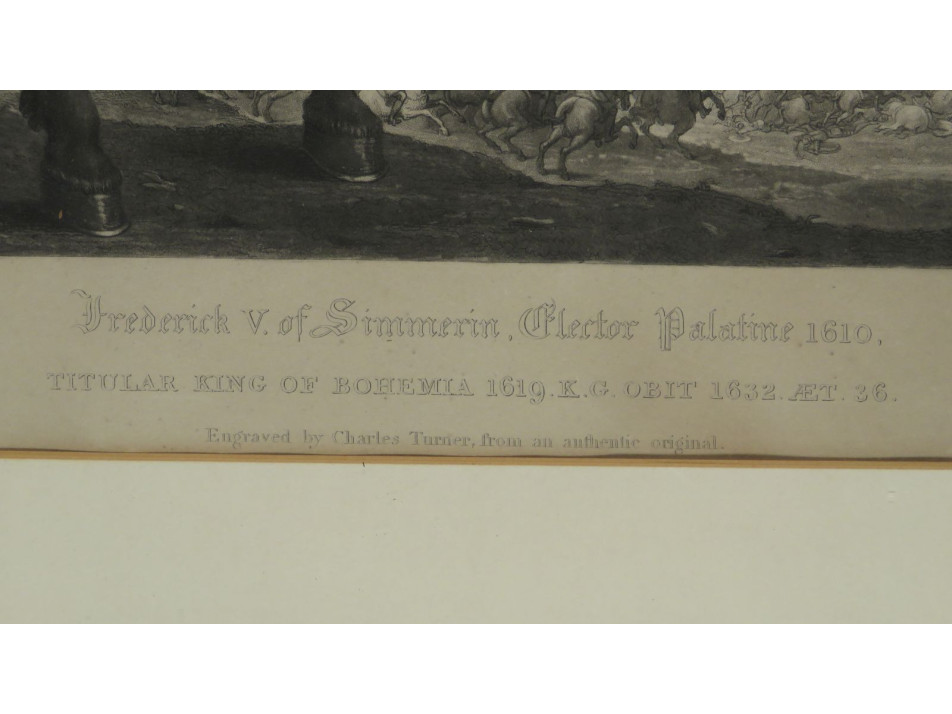 Frederick V. of Simmerin, Elector Palatine 1610,
TITULAR KING OF BOHEMIA 1619. K.G. OBIT 1632. ÆT. 36.
Engraved by Charles Turner, from an authentic original.